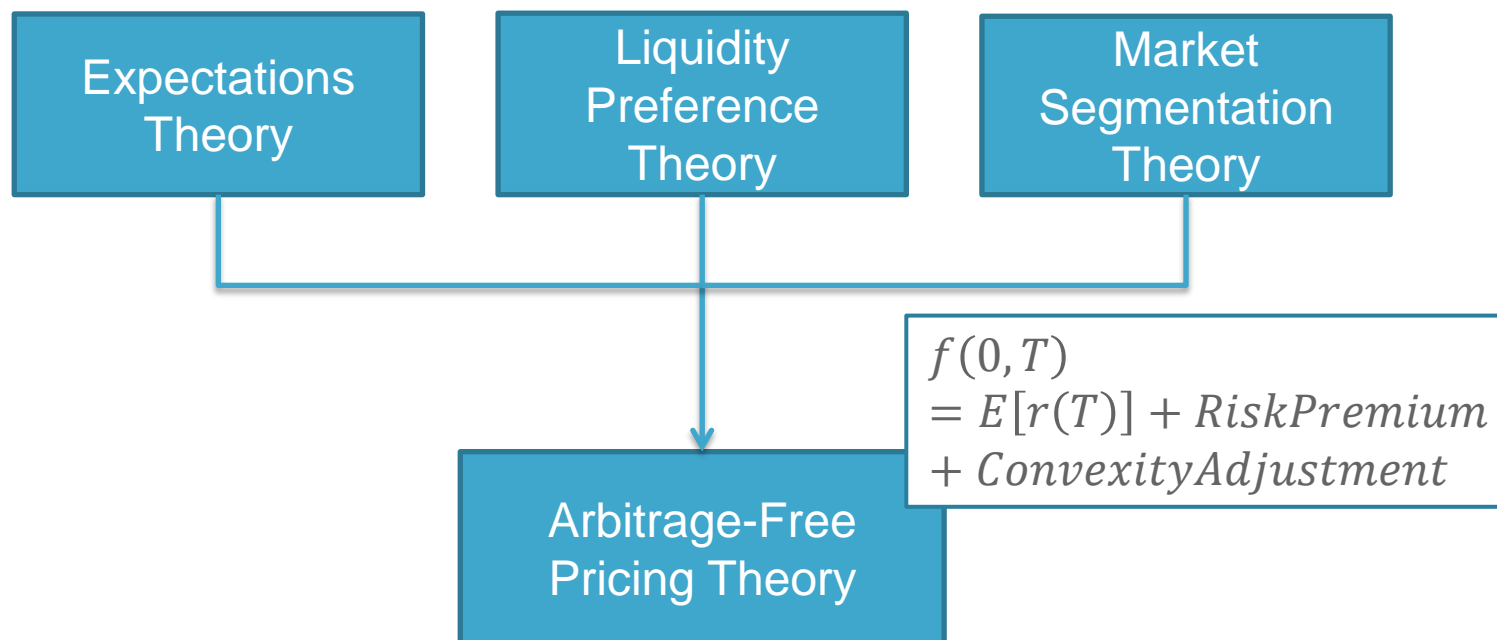 Expectations
Theory
Liquidity
Preference
Theory
Market
Segmentation
Theory
f(0,T)
= E[r(T)] + RiskPremium
+ ConvexityAdjustment
Arbitrage-Free
Pricing Theory